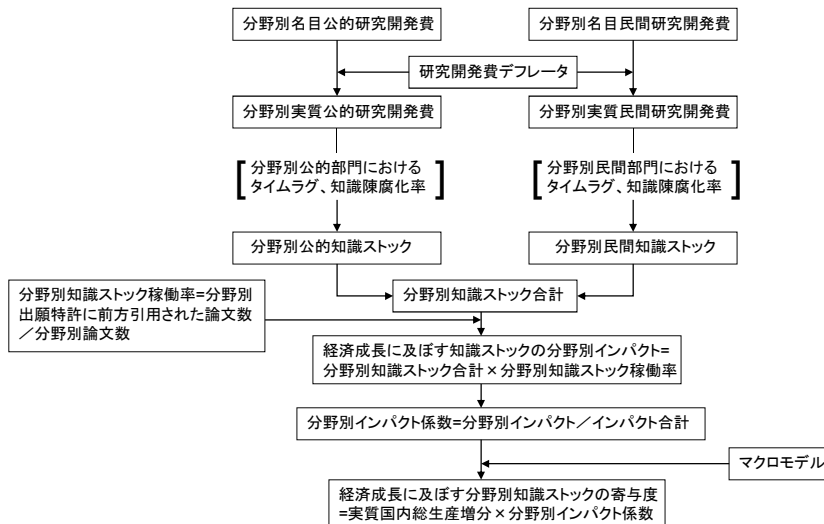 分野別名目公的研究開発費
分野別名目民間研究開発費
研究開発費デフレータ
分野別実質公的研究開発費
分野別実質民間研究開発費
分野別公的部門における
タイムラグ、知識陳腐化率
分野別民間部門における
タイムラグ、知識陳腐化率
分野別公的知識ストック
分野別民間知識ストック
分野別知識ストック合計
分野別知識ストック稼働率=分野別
出願特許に前方引用された論文数
／分野別論文数
経済成長に及ぼす知識ストックの分野別インパクト=
分野別知識ストック合計×分野別知識ストック稼働率
分野別インパクト係数=分野別インパクト／インパクト合計
マクロモデル
経済成長に及ぼす分野別知識ストックの寄与度
=実質国内総生産増分×分野別インパクト係数